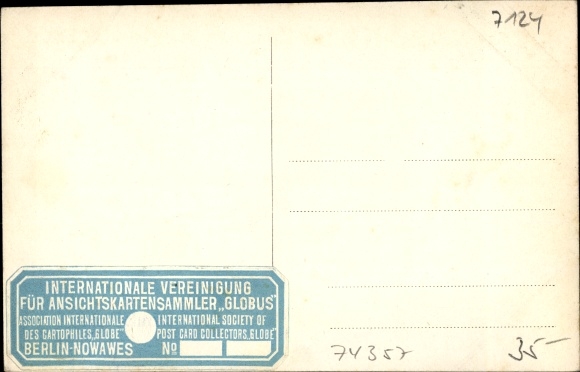 7124
INTERNATIONALE VEREINIGUNG
FÜR ANSICHTSKARTENSAMMLER „GLOBUS"
ASSOCIATION INTERNATIONALE
DES CARTOPHILES „GLOBE"
INTERNATIONAL SOCIETY OF
POST CARD COLLECTORS „GLOBE"
BERLIN-NOWAWES No
74357
35-